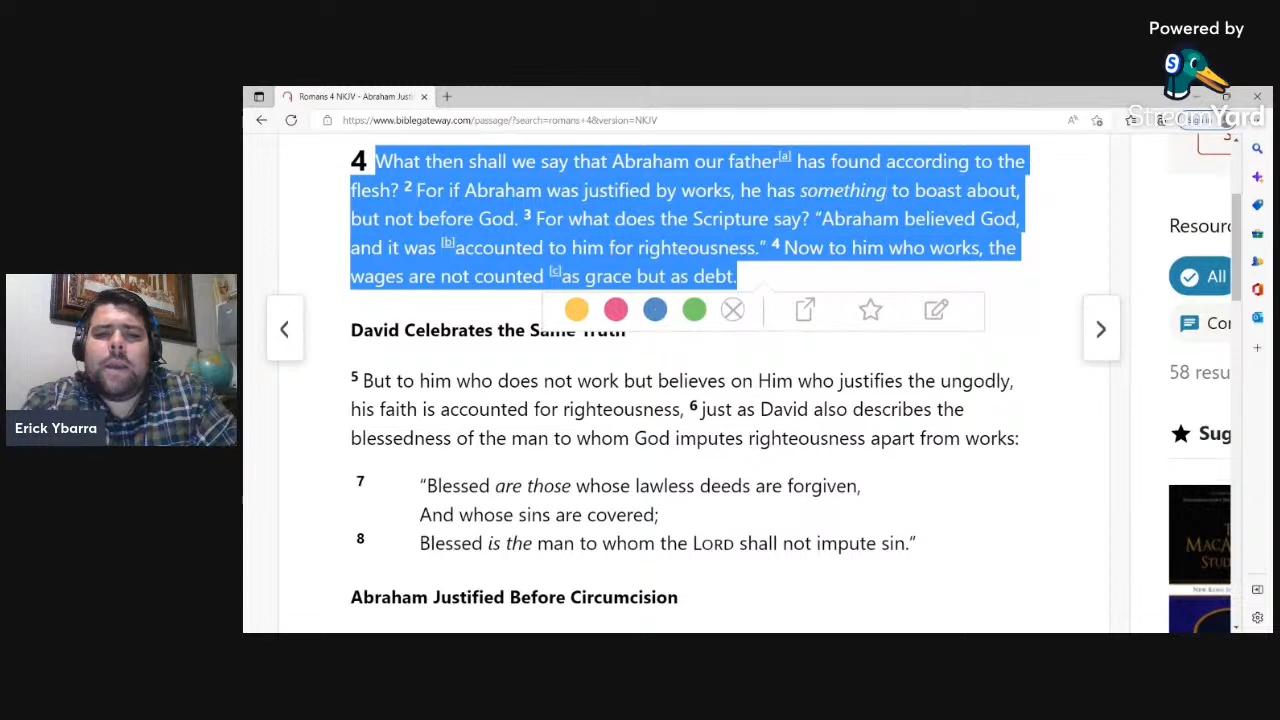 Powered by
StreamYard
Romans 4 NKJV - Abraham Justi
https://www.biblegateway.com/passage/?search=romans+4&version=NKJV
4 What then shall we say that Abraham our father[a] has found according to the
flesh? 2 For if Abraham was justified by works, he has something to boast about,
but not before God. 3 For what does the Scripture say? “Abraham believed God,
and it was [b]accounted to him for righteousness.” 4 Now to him who works, the
wages are not counted [c]as grace but as debt.
David Celebrates the Same Truth
5 But to him who does not work but believes on Him who justifies the ungodly,
his faith is accounted for righteousness, 6 just as David also describes the
blessedness of the man to whom God imputes righteousness apart from works:
7 “Blessed are those whose lawless deeds are forgiven,
And whose sins are covered;
8 Blessed is the man to whom the LORD shall not impute sin.”
Abraham Justified Before Circumcision
Resourc
All
Cor
58 resu
Sug
MacA
Stud
Erick Ybarra